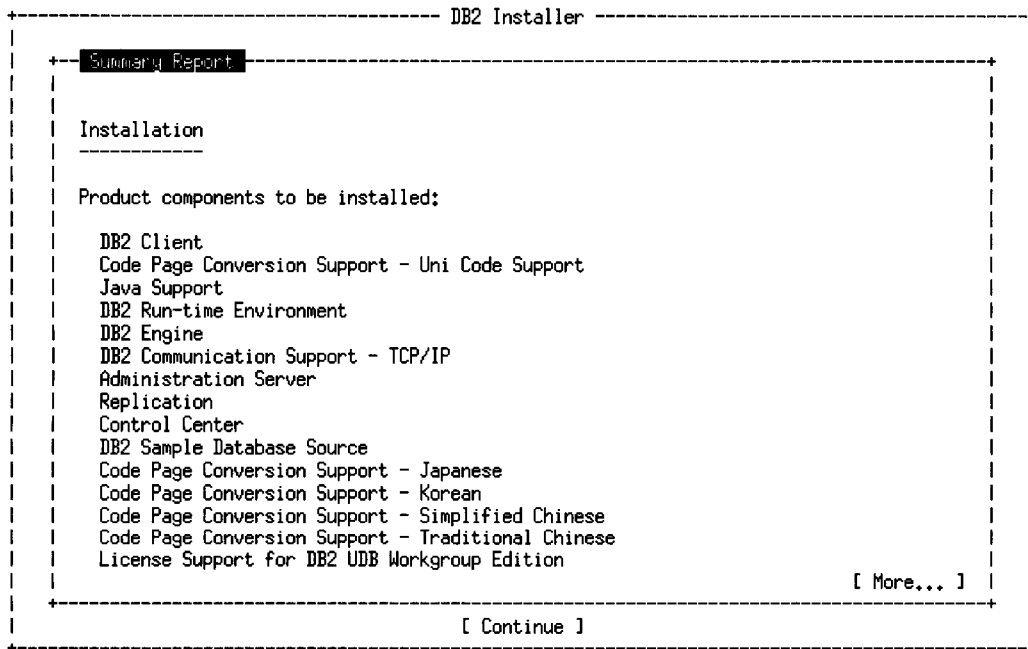 DB2 Installer
Summary Report
Installation
------------
Product components to be installed:
DB2 Client
Code Page Conversion Support - Uni Code Support
Java Support
DB2 Run-time Environment
DB2 Engine
DB2 Communication Support - TCP/IP
Administration Server
Replication
Control Center
DB2 Sample Database Source
Code Page Conversion Support - Japanese
Code Page Conversion Support - Korean
Code Page Conversion Support - Simplified Chinese
Code Page Conversion Support - Traditional Chinese
License Support for DB2 UDB Workgroup Edition
[ More... ]
[ Continue ]